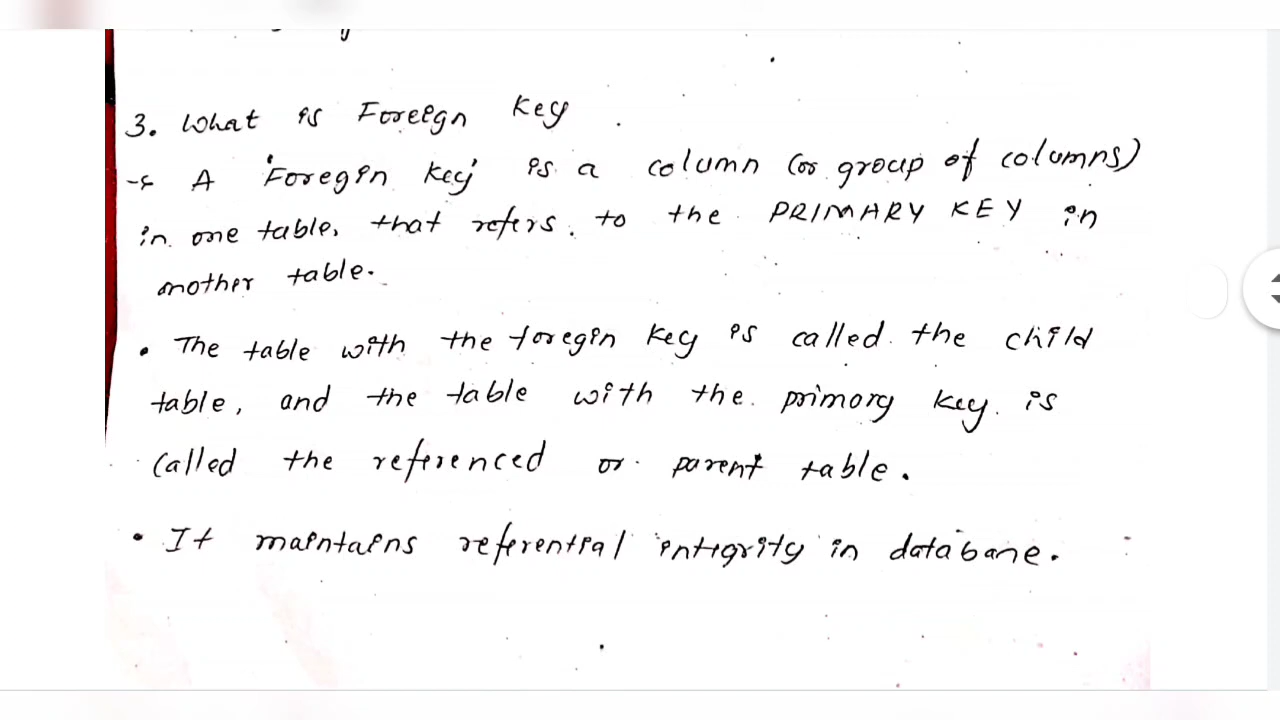 3. What is Foreign Key.
→ A 'Foregin Key' is a column (or group of columns)
in one table, that refers. to the PRIMARY KEY in
another table.
• The table with the foregin key is called the child
table, and the table with the primary key is
called the referenced or parent table.
• It maintains referential integrity in database.